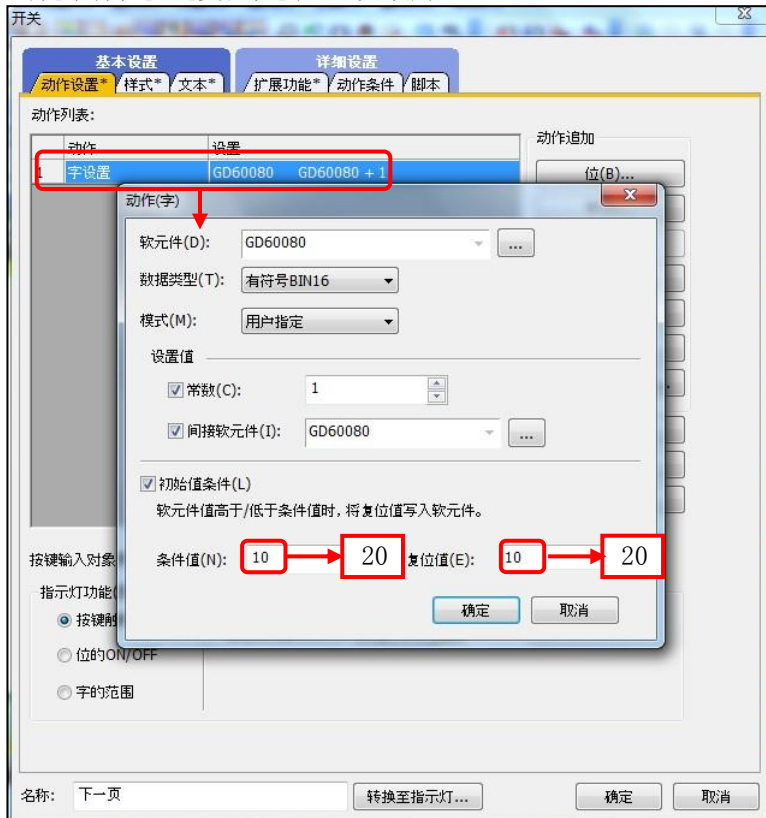 开关
基本设置 详细设置
动作设置* 样式* 文本* 扩展功能* 动作条件 脚本
动作列表:
动作 设置
1 字设置 GD60080 GD60080 + 1
动作追加
位(B)...
动作(字)
软元件(D): GD60080 ...
数据类型(T): 有符号BIN16
模式(M): 用户指定
设置值
常数(C): 1
间接软元件(I): GD60080 ...
初始值条件(L)
软元件值高于/低于条件值时,将复位值写入软元件。
条件值(N): 10 20 复位值(E): 10 20
确定 取消
按键输入对象
指示灯功能(
按键触
位的ON/OFF
字的范围
名称: 下一页 转换至指示灯... 确定 取消